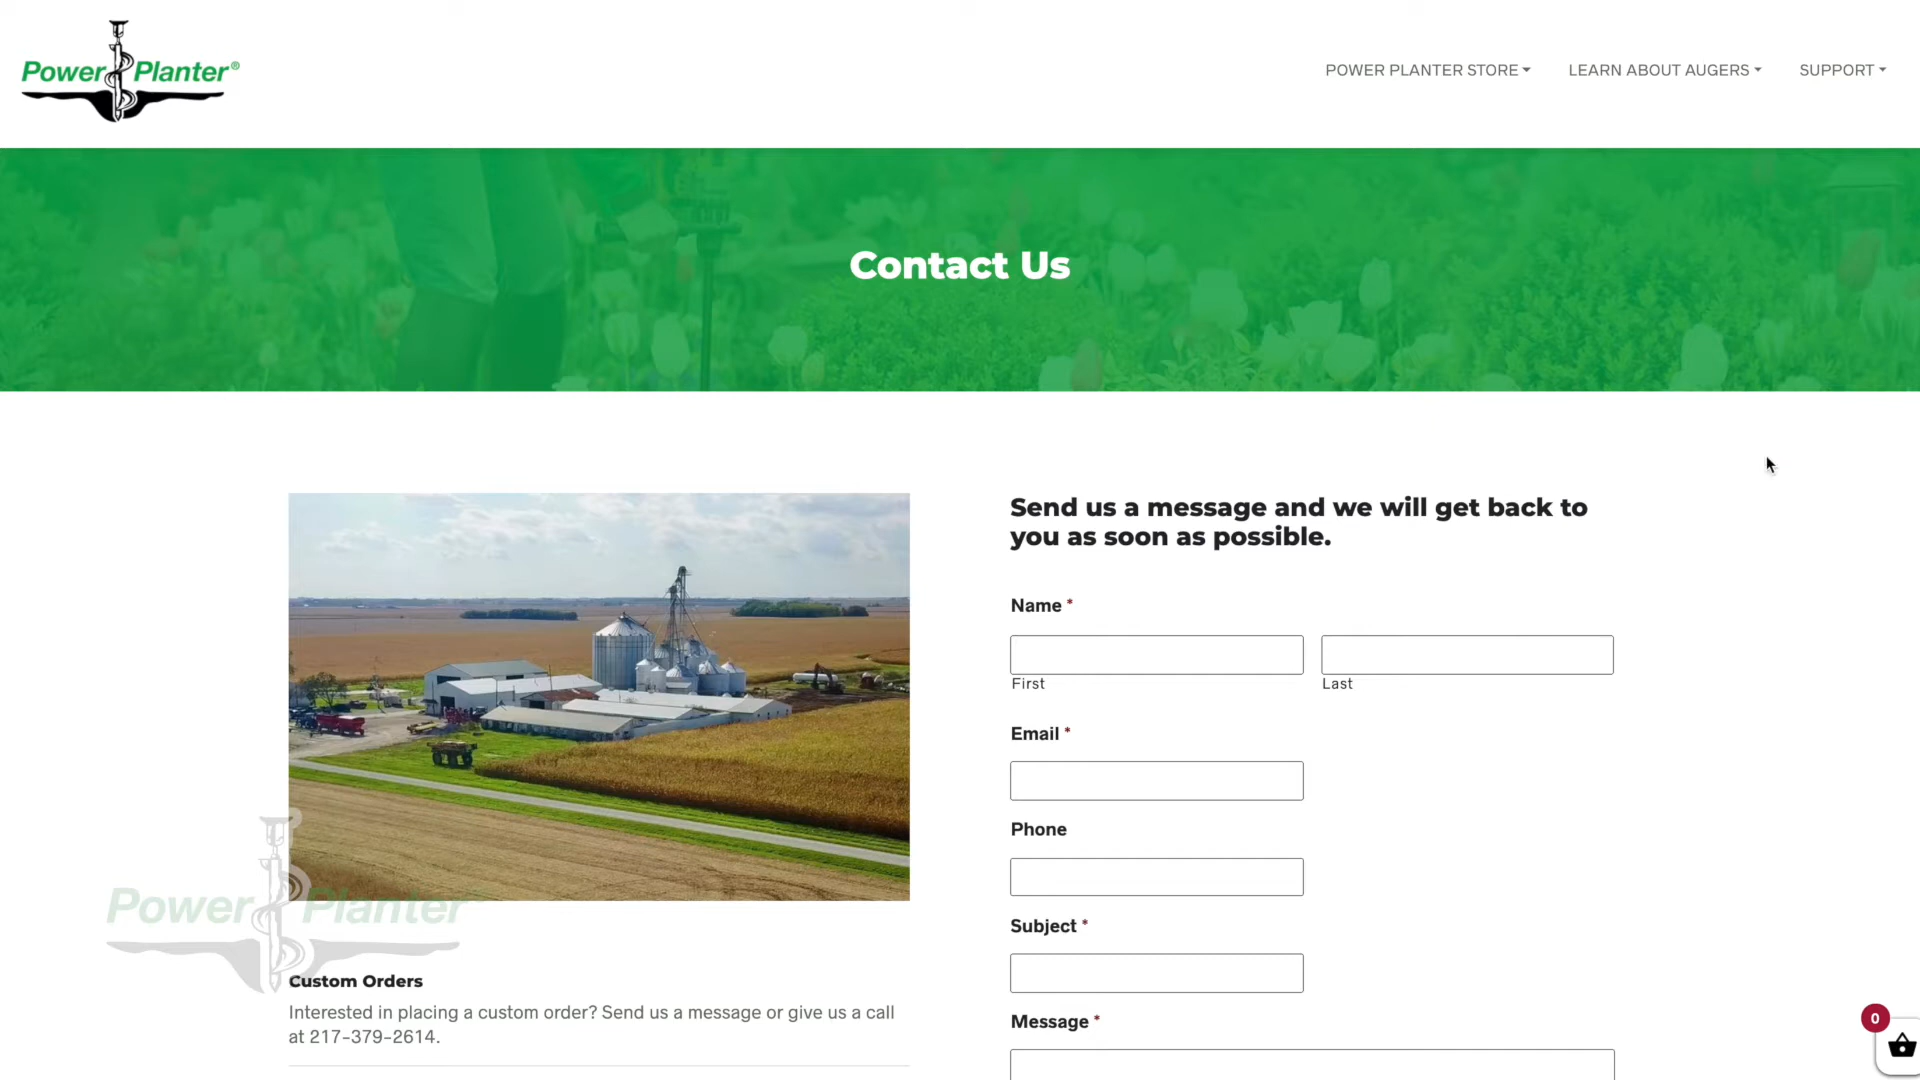 Power Planter®
POWER PLANTER STORE
LEARN ABOUT AUGERS
SUPPORT
Contact Us
Send us a message and we will get back to
you as soon as possible.
Name *
First
Last
Email *
Phone
Subject *
Message *
Power Planter
Custom Orders
Interested in placing a custom order? Send us a message or give us a call
at 217-379-2614.
0